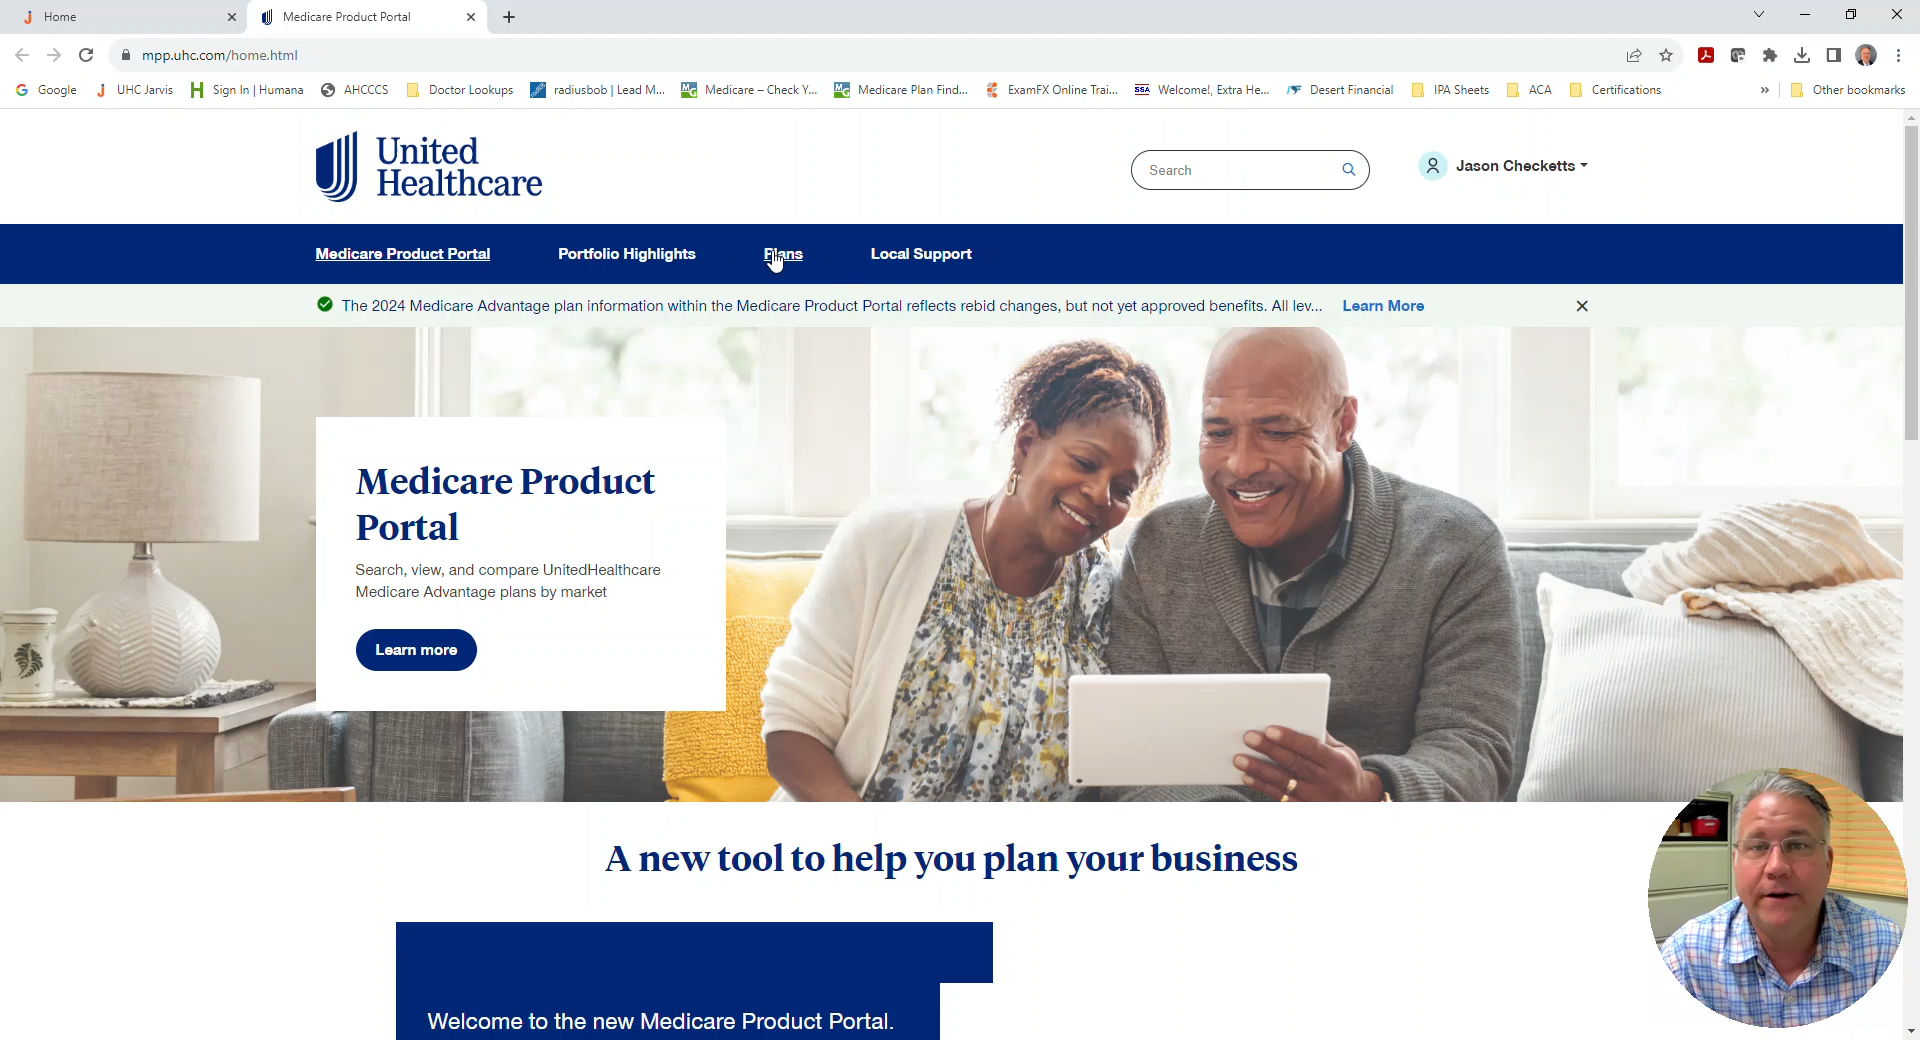 Home
Medicare Product Portal
mpp.uhc.com/home.html
Google
UHC Jarvis
Sign In | Humana
AHCCCS
Doctor Lookups
radiusbob | Lead M...
Medicare – Check Y...
Medicare Plan Find...
ExamFX Online Trai...
SSA
Welcome!, Extra He...
Desert Financial
IPA Sheets
ACA
Certifications
»
Other bookmarks
United
Healthcare
Search
Jason Checketts
Medicare Product Portal
Portfolio Highlights
Plans
Local Support
The 2024 Medicare Advantage plan information within the Medicare Product Portal reflects rebid changes, but not yet approved benefits. All lev...
Learn More
Medicare Product
Portal
Search, view, and compare UnitedHealthcare
Medicare Advantage plans by market
Learn more
A new tool to help you plan your business
Welcome to the new Medicare Product Portal.